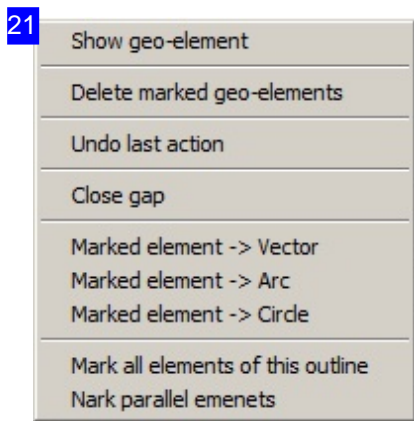 21
Show geo-element
Delete marked geo-elements
Undo last action
Close gap
Marked element -> Vector
Marked element -> Arc
Marked element -> Circle
Mark all elements of this outline
Nark parallel emenets